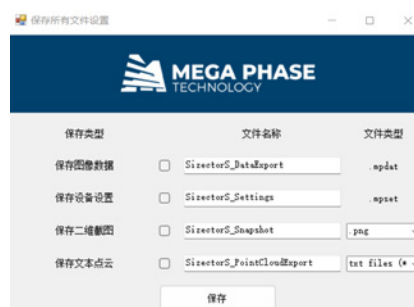 保存所有文件设置
MEGA PHASE
TECHNOLOGY
保存类型 文件名称 文件类型
保存图像数据 SizectorS_DataExport .mpdat
保存设备设置 SizectorS_Settings .mpset
保存二维截图 SizectorS_Snapshot .png
保存文本点云 SizectorS_PointCloudExport txt files (*
保存